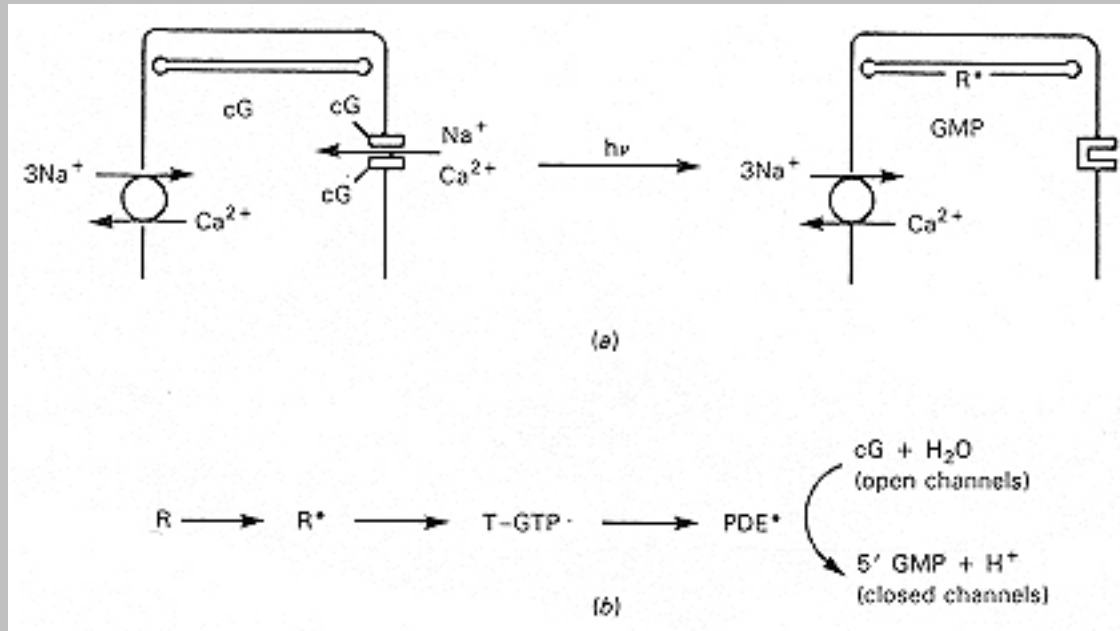 cG
cG
cG
Na⁺
Ca²⁺
3Na⁺
Ca²⁺
hν
R*
GMP
3Na⁺
Ca²⁺
(a)
R
R*
T-GTP
PDE*
cG + H₂O
(open channels)
5′ GMP + H⁺
(closed channels)
(b)